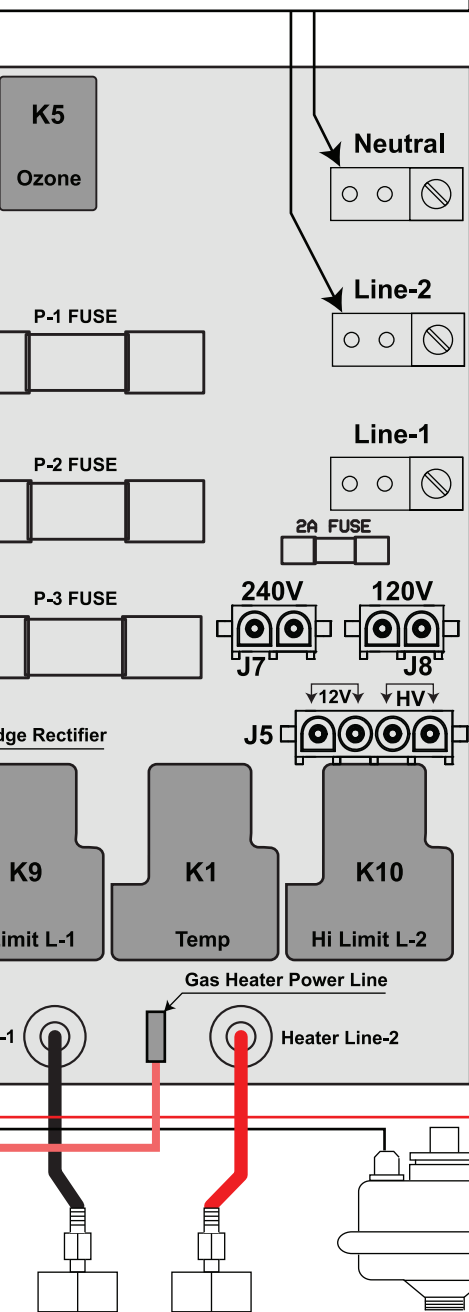 K5
Ozone
Neutral
Line-2
P-1 FUSE
Line-1
P-2 FUSE
2A FUSE
P-3 FUSE
240V
120V
J7
J8
12V
HV
J5
dge Rectifier
K9
imit L-1
K1
Temp
K10
Hi Limit L-2
Gas Heater Power Line
-1
Heater Line-2